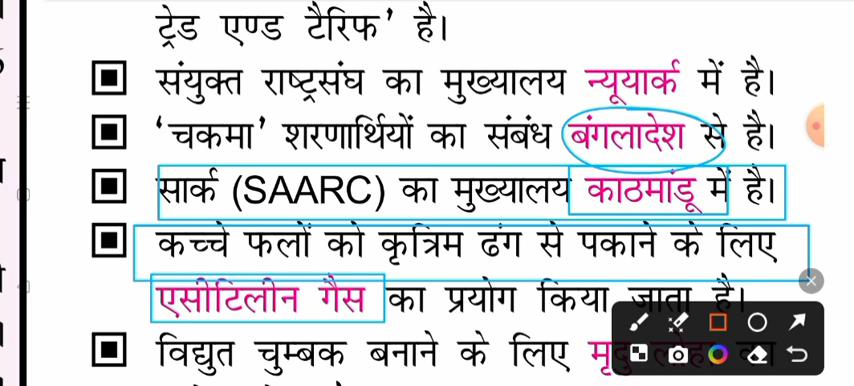 ट्रेड एण्ड टैरिफ’ है।
संयुक्त राष्ट्रसंघ का मुख्यालय न्यूयार्क में है।
‘चकमा’ शरणार्थियों का संबंध बंगलादेश से है।
सार्क (SAARC) का मुख्यालय काठमांडू में है।
कच्चे फलों को कृत्रिम ढंग से पकाने के लिए
एसीटिलीन गैस का प्रयोग किया जाता है।
विद्युत चुम्बक बनाने के लिए